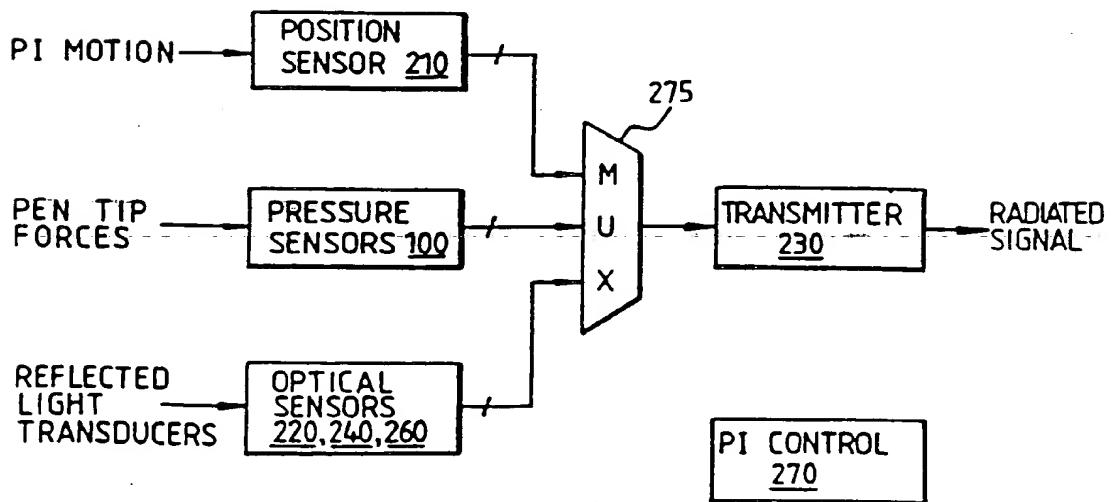 PI MOTION
POSITION
SENSOR 210
275
PEN TIP
FORCES
PRESSURE
SENSORS 100
M
U
X
TRANSMITTER
230
RADIATED
SIGNAL
REFLECTED
LIGHT
TRANSDUCERS
OPTICAL
SENSORS
220, 240, 260
PI CONTROL
270